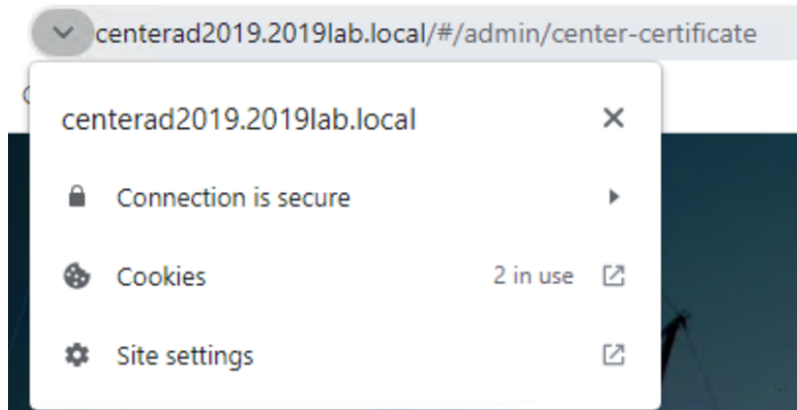 centerad2019.2019lab.local/#/admin/center-certificate
centerad2019.2019lab.local
Connection is secure
Cookies 2 in use
Site settings